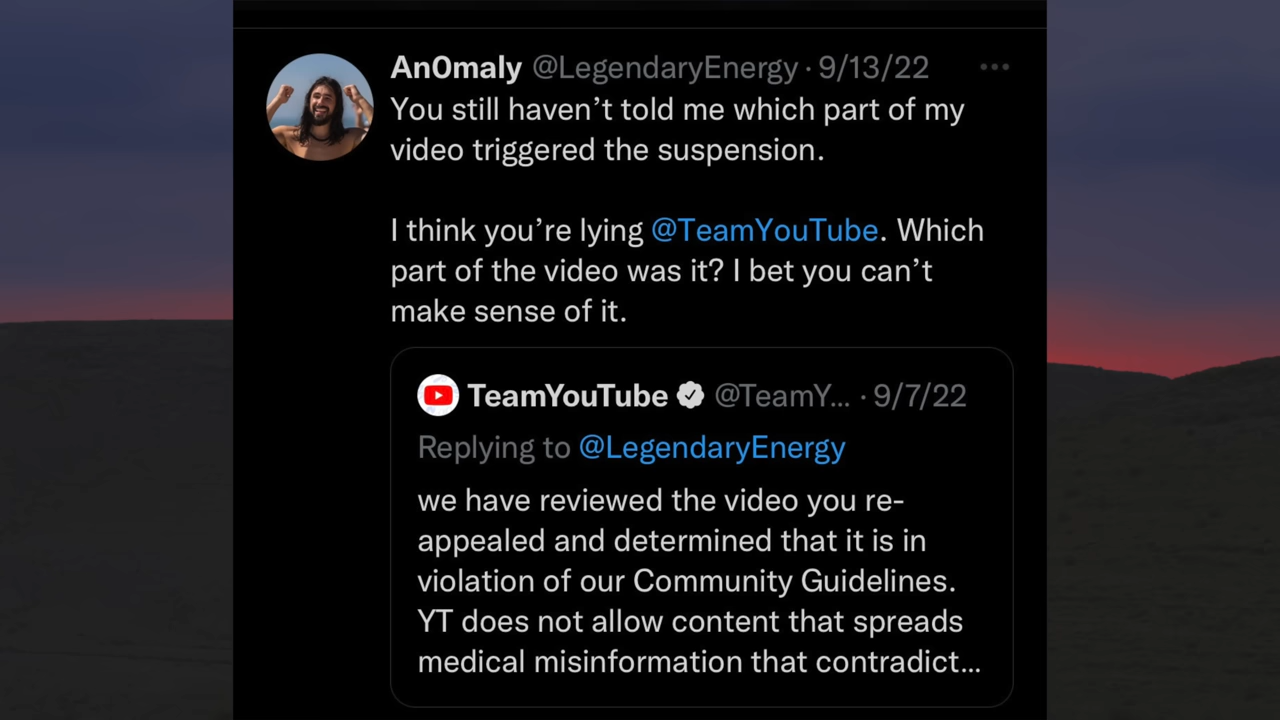 An0maly @LegendaryEnergy · 9/13/22
You still haven’t told me which part of my
video triggered the suspension.
I think you’re lying @TeamYouTube. Which
part of the video was it? I bet you can’t
make sense of it.
TeamYouTube @TeamY... · 9/7/22
Replying to @LegendaryEnergy
we have reviewed the video you re-
appealed and determined that it is in
violation of our Community Guidelines.
YT does not allow content that spreads
medical misinformation that contradict...